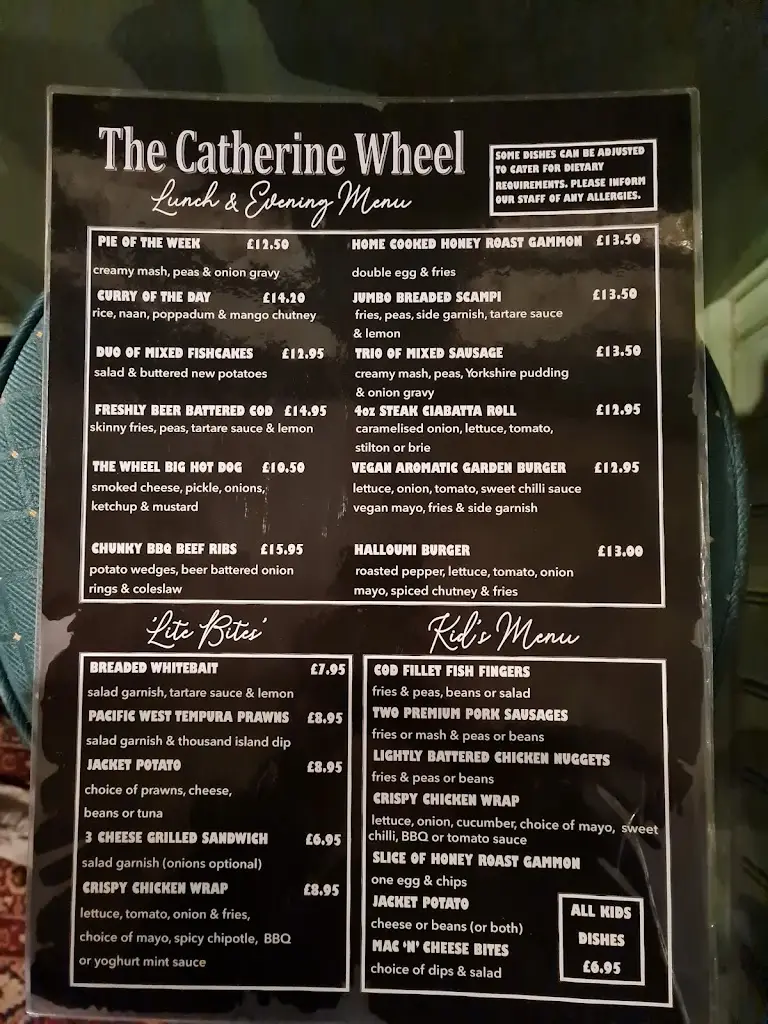 The Catherine Wheel
Lunch & Evening Menu
SOME DISHES CAN BE ADJUSTED
TO CATER FOR DIETARY
REQUIREMENTS. PLEASE INFORM
OUR STAFF OF ANY ALLERGIES.
PIE OF THE WEEK £12.50
creamy mash, peas & onion gravy
CURRY OF THE DAY £14.20
rice, naan, poppadum & mango chutney
DUO OF MIXED FISHCAKES £12.95
salad & buttered new potatoes
FRESHLY BEER BATTERED COD £14.95
skinny fries, peas, tartare sauce & lemon
THE WHEEL BIG HOT DOG £10.50
smoked cheese, pickle, onions,
ketchup & mustard
CHUNKY BBQ BEEF RIBS £15.95
potato wedges, beer battered onion
rings & coleslaw
HOME COOKED HONEY ROAST GAMMON £13.50
double egg & fries
JUMBO BREADED SCAMPI £13.50
fries, peas, side garnish, tartare sauce
& lemon
TRIO OF MIXED SAUSAGE £13.50
creamy mash, peas, Yorkshire pudding
& onion gravy
4oz STEAK CIABATTA ROLL £12.95
caramelised onion, lettuce, tomato,
stilton or brie
VEGAN AROMATIC GARDEN BURGER £12.95
lettuce, onion, tomato, sweet chilli sauce
vegan mayo, fries & side garnish
HALLOUMI BURGER £13.00
roasted pepper, lettuce, tomato, onion
mayo, spiced chutney & fries
'Lite Bites'
BREADED WHITEBAIT £7.95
salad garnish, tartare sauce & lemon
PACIFIC WEST TEMPURA PRAWNS £8.95
salad garnish & thousand island dip
JACKET POTATO £8.95
choice of prawns, cheese,
beans or tuna
3 CHEESE GRILLED SANDWICH £6.95
salad garnish (onions optional)
CRISPY CHICKEN WRAP £8.95
lettuce, tomato, onion & fries,
choice of mayo, spicy chipotle, BBQ
or yoghurt mint sauce
Kid's Menu
COD FILLET FISH FINGERS
fries & peas, beans or salad
TWO PREMIUM PORK SAUSAGES
fries or mash & peas or beans
LIGHTLY BATTERED CHICKEN NUGGETS
fries & peas or beans
CRISPY CHICKEN WRAP
lettuce, onion, cucumber, choice of mayo, sweet
chilli, BBQ or tomato sauce
SLICE OF HONEY ROAST GAMMON
one egg & chips
JACKET POTATO
cheese or beans (or both)
MAC 'N' CHEESE BITES
choice of dips & salad
ALL KIDS
DISHES
£6.95